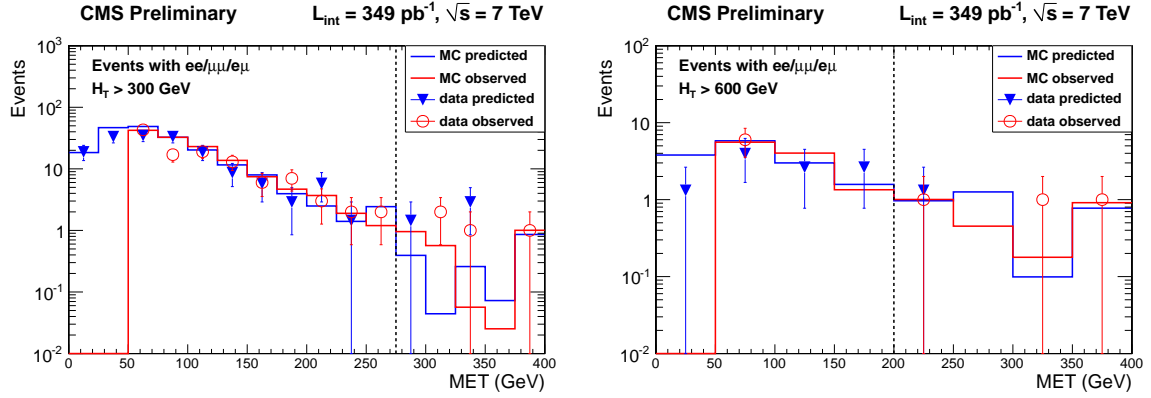 CMS Preliminary
L_int = 349 pb⁻¹, √s = 7 TeV
Events
10³
10²
10
1
10⁻¹
10⁻²
Events with ee/μμ/eμ
H_T > 300 GeV
MC predicted
MC observed
data predicted
data observed
0 50 100 150 200 250 300 350 400
MET (GeV)
CMS Preliminary
L_int = 349 pb⁻¹, √s = 7 TeV
Events
10²
10
1
10⁻¹
10⁻²
Events with ee/μμ/eμ
H_T > 600 GeV
MC predicted
MC observed
data predicted
data observed
0 50 100 150 200 250 300 350 400
MET (GeV)